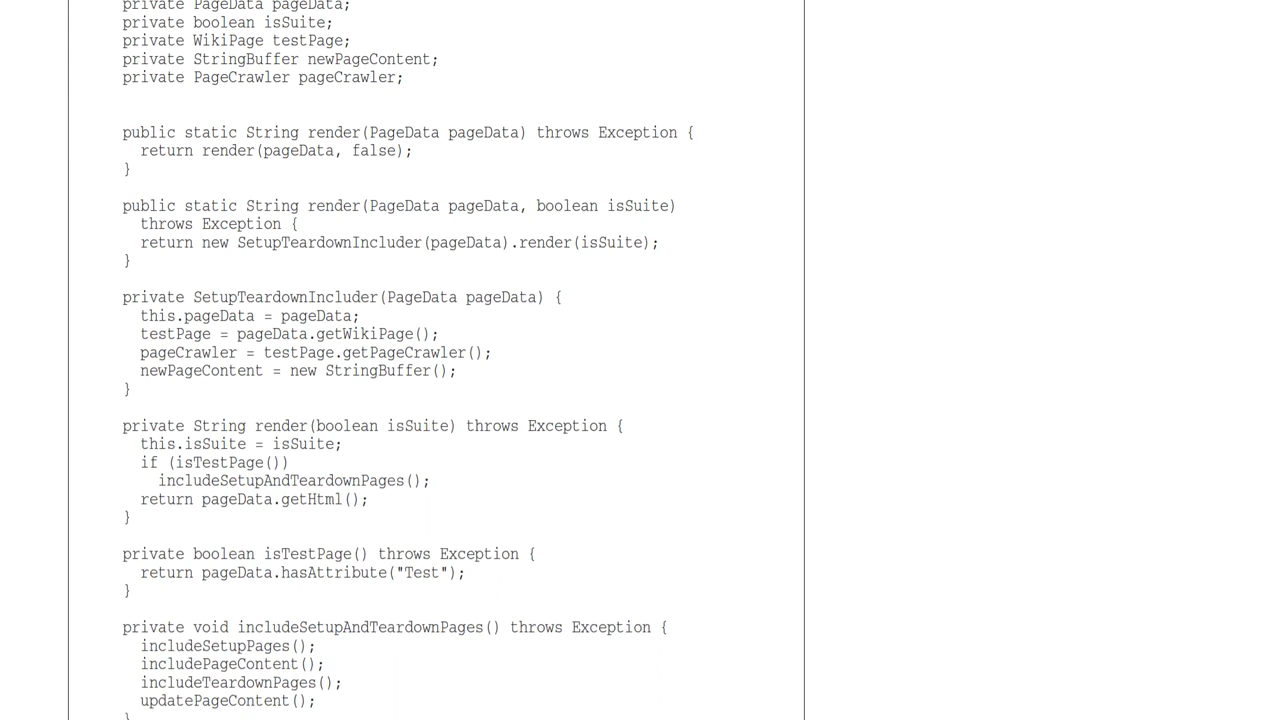 private PageData pageData;
private boolean isSuite;
private WikiPage testPage;
private StringBuffer newPageContent;
private PageCrawler pageCrawler;
public static String render(PageData pageData) throws Exception {
return render(pageData, false);
}
public static String render(PageData pageData, boolean isSuite)
throws Exception {
return new SetupTeardownIncluder(pageData).render(isSuite);
}
private SetupTeardownIncluder(PageData pageData) {
this.pageData = pageData;
testPage = pageData.getWikiPage();
pageCrawler = testPage.getPageCrawler();
newPageContent = new StringBuffer();
}
private String render(boolean isSuite) throws Exception {
this.isSuite = isSuite;
if (isTestPage())
includeSetupAndTeardownPages();
return pageData.getHtml();
}
private boolean isTestPage() throws Exception {
return pageData.hasAttribute("Test");
}
private void includeSetupAndTeardownPages() throws Exception {
includeSetupPages();
includePageContent();
includeTeardownPages();
updatePageContent();
}